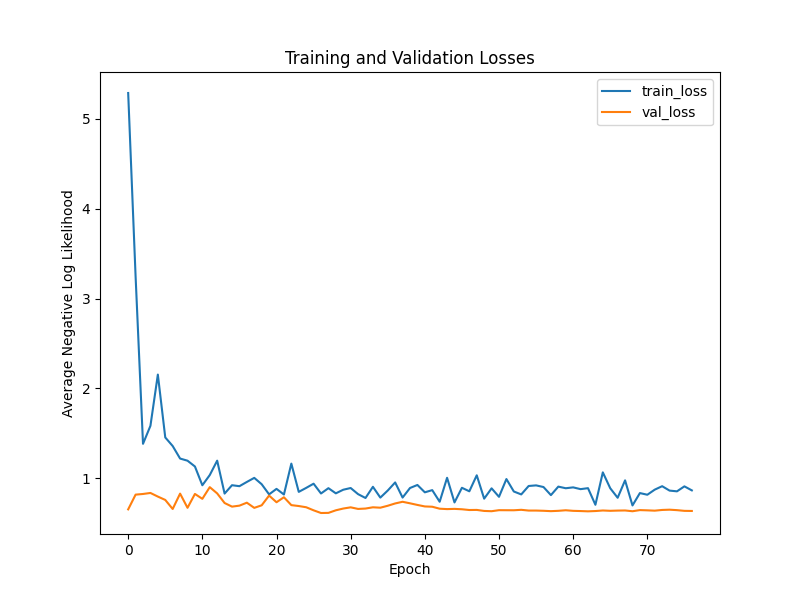 Training and Validation Losses
train_loss
val_loss
Average Negative Log Likelihood
5
4
3
2
1
0 10 20 30 40 50 60 70
Epoch